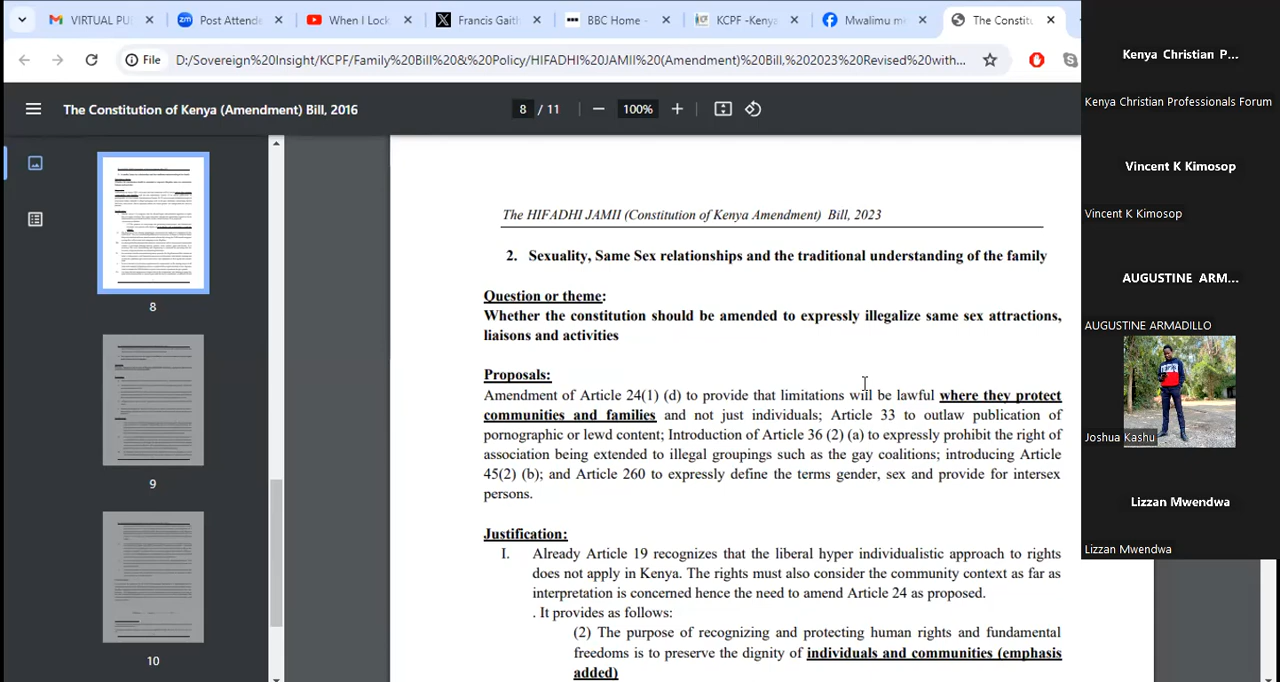 VIRTUAL PU
Post Attende
When I Lock
Francis Gaith
BBC Home -
KCPF -Kenya
Mwalimu m
The Constitu
File
D:/Sovereign%20Insight/KCPF/Family%20Bill%20&%20Policy/HIFADHI%20JAMII%20(Amendment)%20Bill,%202023%20Revised%20with...
The Constitution of Kenya (Amendment) Bill, 2016
8 / 11
100%
8
9
10
The HIFADHI JAMII (Constitution of Kenya Amendment) Bill, 2023
2. Sexuality, Same Sex relationships and the traditional understanding of the family
Question or theme:
Whether the constitution should be amended to expressly illegalize same sex attractions,
liaisons and activities
Proposals:
Amendment of Article 24(1) (d) to provide that limitations will be lawful where they protect
communities and families and not just individuals; Article 33 to outlaw publication of
pornographic or lewd content; Introduction of Article 36 (2) (a) to expressly prohibit the right of
association being extended to illegal groupings such as the gay coalitions; introducing Article
45(2) (b); and Article 260 to expressly define the terms gender, sex and provide for intersex
persons.
Justification:
I. Already Article 19 recognizes that the liberal hyper individualistic approach to rights
does not apply in Kenya. The rights must also consider the community context as far as
interpretation is concerned hence the need to amend Article 24 as proposed.
. It provides as follows:
(2) The purpose of recognizing and protecting human rights and fundamental
freedoms is to preserve the dignity of individuals and communities (emphasis
added)
Kenya Christian P...
Kenya Christian Professionals Forum
Vincent K Kimosop
Vincent K Kimosop
AUGUSTINE ARM...
AUGUSTINE ARMADILLO
Joshua Kashu
Lizzan Mwendwa
Lizzan Mwendwa